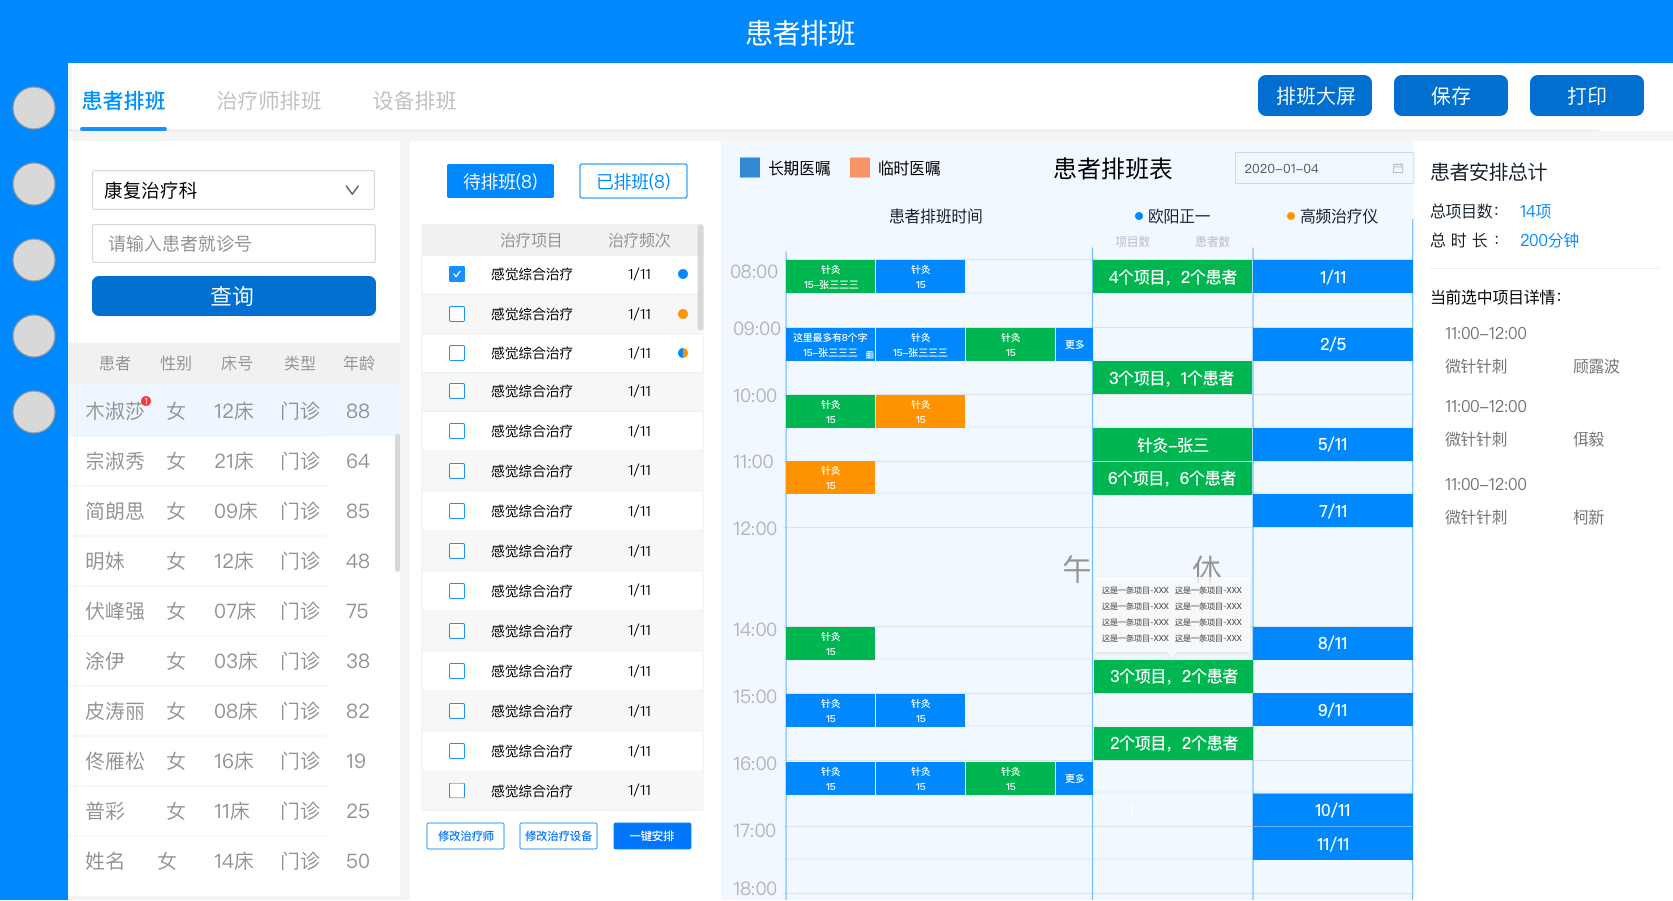 患者排班
患者排班 治疗师排班 设备排班
排班大屏 保存 打印
康复治疗科
请输入患者就诊号
查询
患者 性别 床号 类型 年龄
木淑莎 1 女 12床 门诊 88
宗淑秀 女 21床 门诊 64
简朗思 女 09床 门诊 85
明妹 女 12床 门诊 48
伏峰强 女 07床 门诊 75
涂伊 女 03床 门诊 38
皮涛丽 女 08床 门诊 82
佟雁松 女 16床 门诊 19
普彩 女 11床 门诊 25
姓名 女 14床 门诊 50
待排班(8) 已排班(8)
治疗项目 治疗频次
感觉综合治疗 1/11
感觉综合治疗 1/11
感觉综合治疗 1/11
感觉综合治疗 1/11
感觉综合治疗 1/11
感觉综合治疗 1/11
感觉综合治疗 1/11
感觉综合治疗 1/11
感觉综合治疗 1/11
感觉综合治疗 1/11
感觉综合治疗 1/11
感觉综合治疗 1/11
感觉综合治疗 1/11
感觉综合治疗 1/11
修改治疗师 修改治疗设备 一键安排
长期医嘱 临时医嘱 患者排班表 2020-01-04
患者排班时间 欧阳正一 高频治疗仪
项目数 患者数
08:00 针灸 针灸 4个项目，2个患者 1/11
15-张三三三 15
09:00 这里最多有8个字 针灸 针灸 更多 2/5
15-张三三三 15-张三三三 15
3个项目，1个患者
10:00 针灸 针灸
15 15
针灸-张三 5/11
11:00 针灸 6个项目，6个患者
15
7/11
12:00
午 休
这是一条项目-XXX 这是一条项目-XXX
这是一条项目-XXX 这是一条项目-XXX
这是一条项目-XXX 这是一条项目-XXX
这是一条项目-XXX 这是一条项目-XXX
14:00 针灸 8/11
15
3个项目，2个患者
15:00 针灸 针灸 9/11
15 15
2个项目，2个患者
16:00 针灸 针灸 针灸 更多
15 15 15
1 10/11
17:00 11/11
18:00
患者安排总计
总项目数： 14项
总 时 长 ： 200分钟
当前选中项目详情：
11:00-12:00
微针针刺 顾露波
11:00-12:00
微针针刺 佴毅
11:00-12:00
微针针刺 柯新